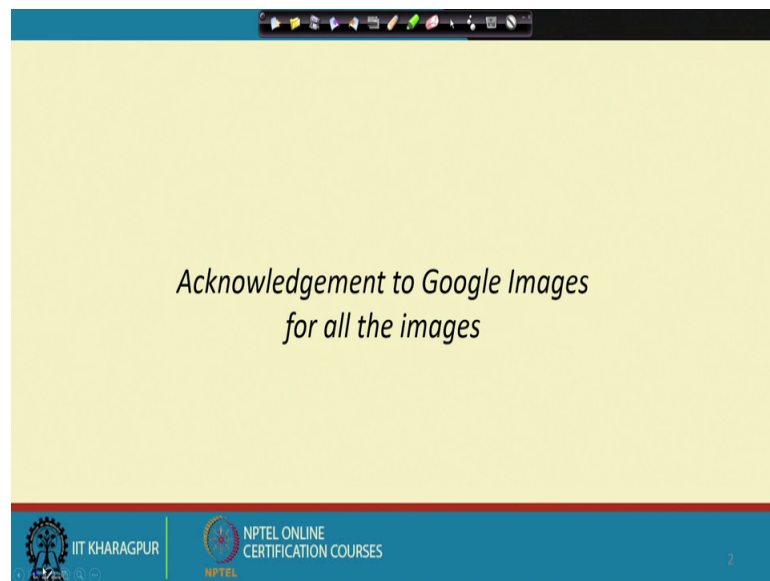 Acknowledgement to Google Images
for all the images
IIT KHARAGPUR
NPTEL
NPTEL ONLINE
CERTIFICATION COURSES
2